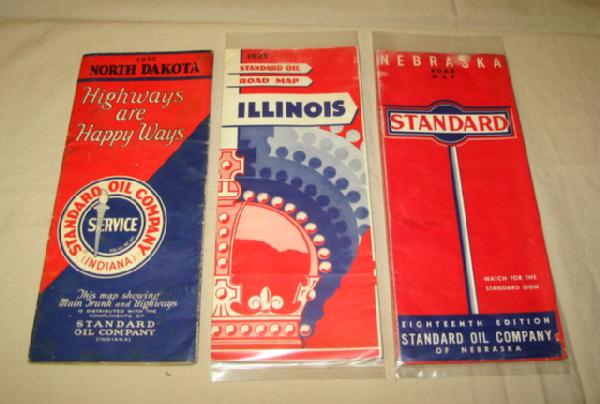 NORTH DAKOTA
Highways
are
Happy Ways
STANDARD OIL COMPANY
SERVICE
(INDIANA)
This map showing
Main Trunk and Highways
IS DISTRIBUTED WITH THE
COMPLIMENTS OF
STANDARD
OIL COMPANY
(INDIANA)
1933
STANDARD OIL
ROAD MAP
ILLINOIS
NEBRASKA
ROAD
MAP
STANDARD
WATCH FOR THE
STANDARD SIGN
EIGHTEENTH EDITION
STANDARD OIL COMPANY
OF NEBRASKA